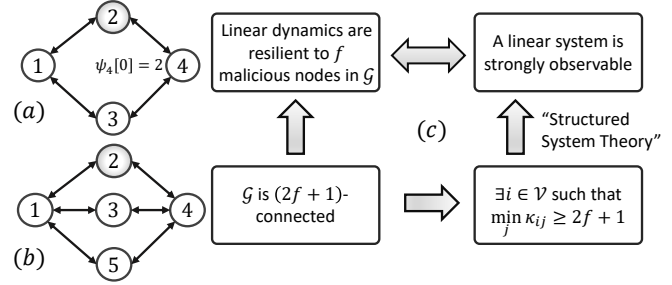 (a)
1
2
3
4
ψ₄[0] = 2
(b)
1
2
3
4
5
Linear dynamics are
resilient to f
malicious nodes in 𝒢
A linear system is
strongly observable
(c)
“Structured
System Theory”
𝒢 is (2f + 1)-
connected
∃i ∈ 𝒱 such that
min κᵢⱼ ≥ 2f + 1
j